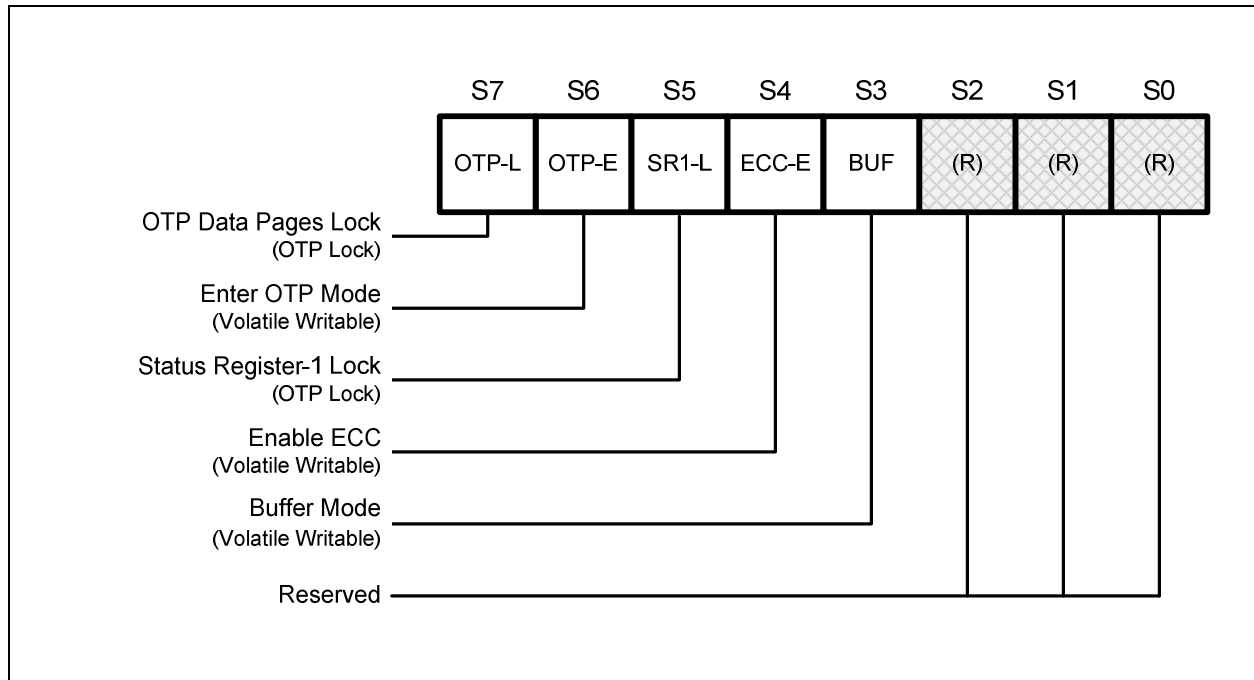 S7 S6 S5 S4 S3 S2 S1 S0
OTP-L OTP-E SR1-L ECC-E BUF (R) (R) (R)
OTP Data Pages Lock
(OTP Lock)
Enter OTP Mode
(Volatile Writable)
Status Register-1 Lock
(OTP Lock)
Enable ECC
(Volatile Writable)
Buffer Mode
(Volatile Writable)
Reserved